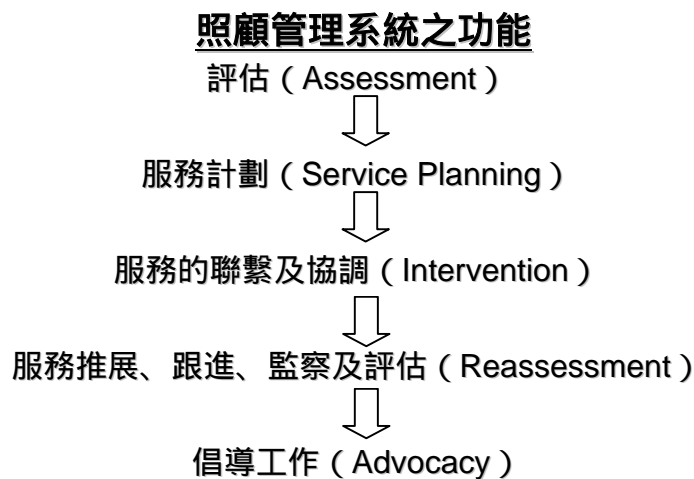 照顧管理系統之功能
評估（Assessment）
服務計劃（Service Planning）
服務的聯繫及協調（Intervention）
服務推展、跟進、監察及評估（Reassessment）
倡導工作（Advocacy）